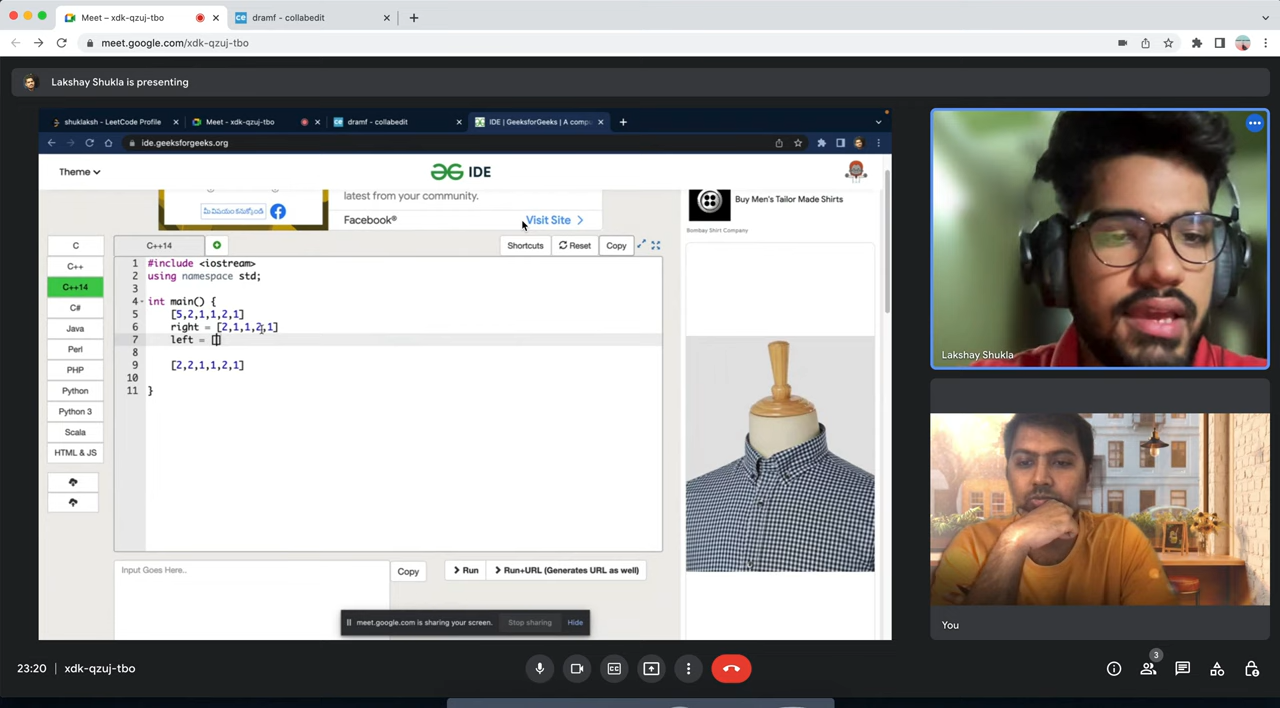 Meet – xdk-qzuj-tbo
dramf - collabedit
meet.google.com/xdk-qzuj-tbo
Lakshay Shukla is presenting
shuklaksh - LeetCode Profile
Meet - xdk-qzuj-tbo
dramf - collabedit
IDE | GeeksforGeeks | A compu
ide.geeksforgeeks.org
Theme
IDE
latest from your community.
Facebook®
Visit Site
Buy Men's Tailor Made Shirts
Bombay Shirt Company
C
C++
C++14
C#
Java
Perl
PHP
Python
Python 3
Scala
HTML & JS
C++14
Shortcuts
Reset
Copy
1 #include <iostream>
2 using namespace std;
3
4 int main() {
5 [5,2,1,1,2,1]
6 right = [2,1,1,2,1]
7 left = []
8
9 [2,2,1,1,2,1]
10
11 }
Input Goes Here..
Copy
Run
Run+URL (Generates URL as well)
meet.google.com is sharing your screen.
Stop sharing
Hide
Lakshay Shukla
You
23:20
xdk-qzuj-tbo
3